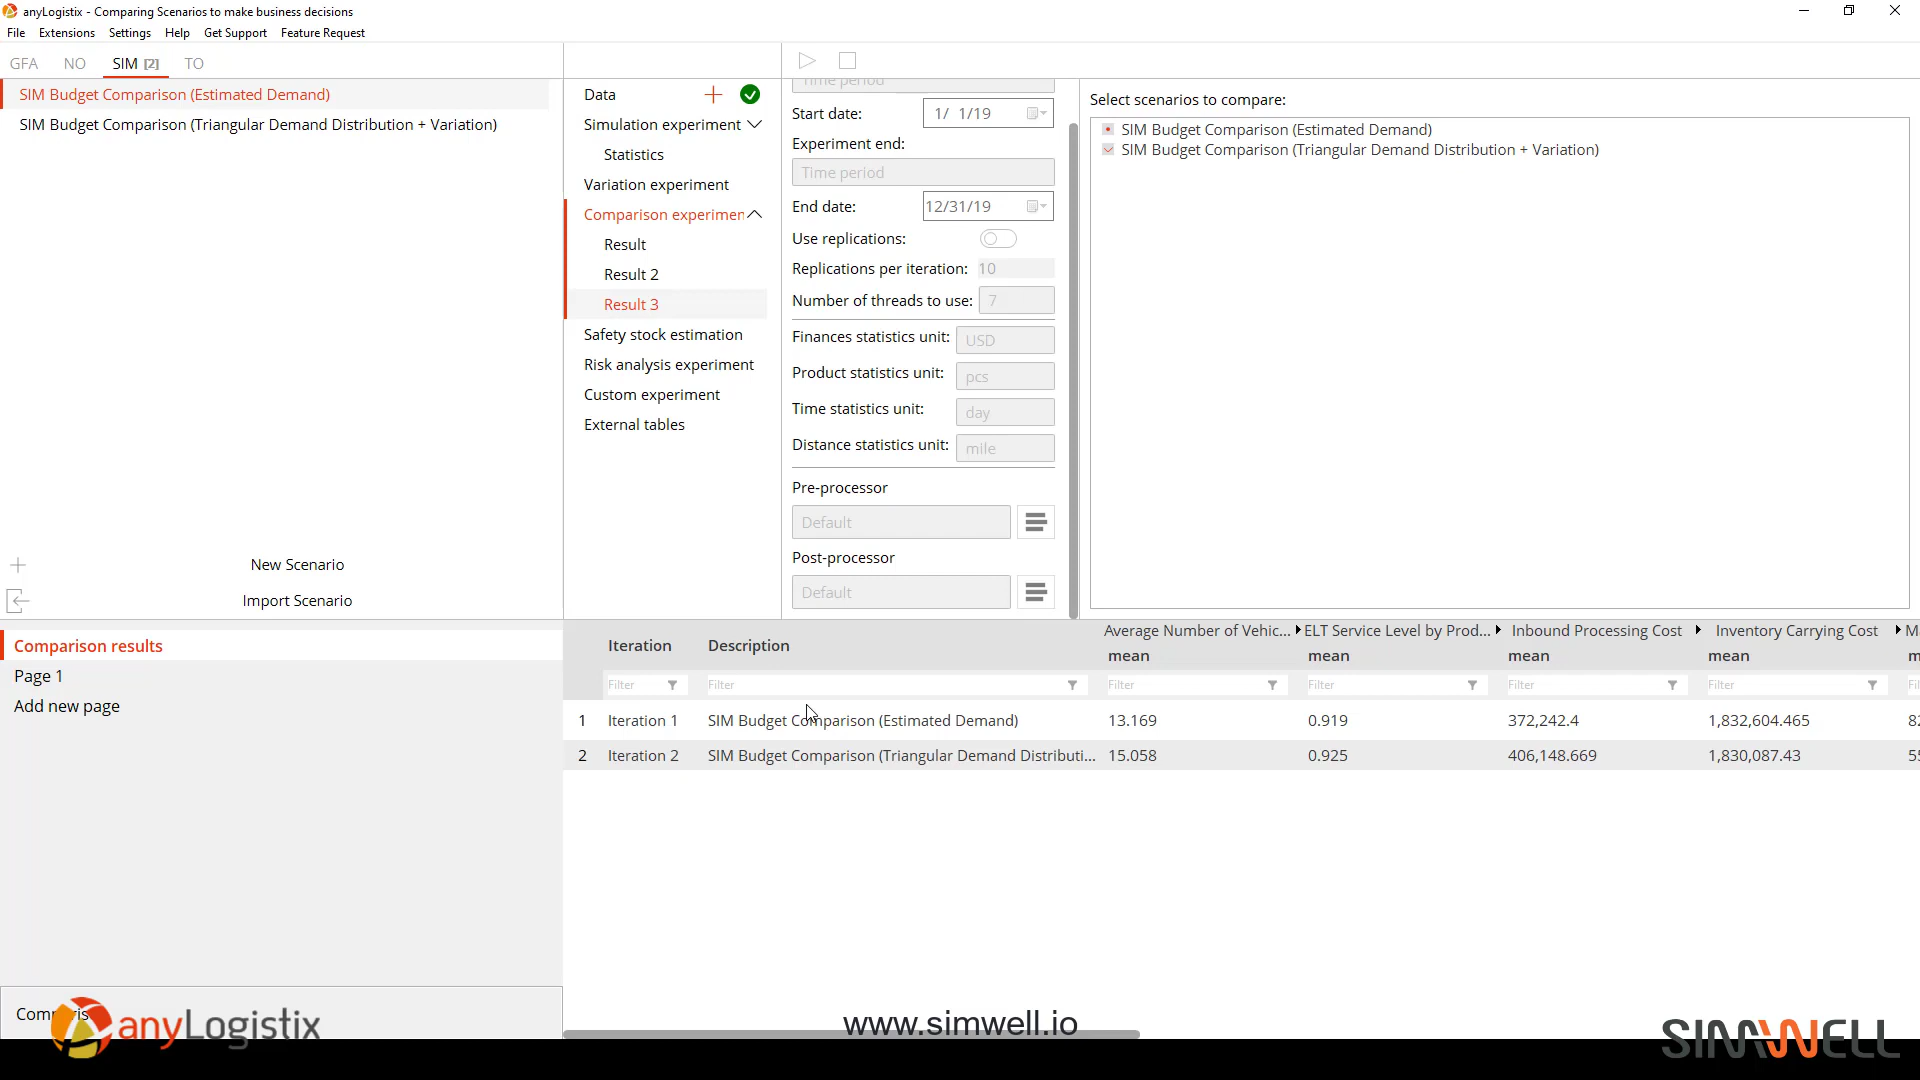 anyLogistix - Comparing Scenarios to make business decisions
File Extensions Settings Help Get Support Feature Request
GFA NO SIM [2] TO
SIM Budget Comparison (Estimated Demand)
SIM Budget Comparison (Triangular Demand Distribution + Variation)
New Scenario
Import Scenario
Data
Simulation experiment
Statistics
Variation experiment
Comparison experimen
Result
Result 2
Result 3
Safety stock estimation
Risk analysis experiment
Custom experiment
External tables
Time period
Start date: 1/ 1/19
Experiment end:
Time period
End date: 12/31/19
Use replications:
Replications per iteration: 10
Number of threads to use: 7
Finances statistics unit: USD
Product statistics unit: pcs
Time statistics unit: day
Distance statistics unit: mile
Pre-processor
Default
Post-processor
Default
Select scenarios to compare:
SIM Budget Comparison (Estimated Demand)
SIM Budget Comparison (Triangular Demand Distribution + Variation)
Comparison results
Page 1
Add new page
Iteration Description Average Number of Vehic... ELT Service Level by Prod... Inbound Processing Cost Inventory Carrying Cost
mean mean mean mean
Filter Filter Filter Filter Filter Filter
1 Iteration 1 SIM Budget Comparison (Estimated Demand) 13.169 0.919 372,242.4 1,832,604.465
2 Iteration 2 SIM Budget Comparison (Triangular Demand Distributi... 15.058 0.925 406,148.669 1,830,087.43
anyLogistix
www.simwell.io
SIMWELL